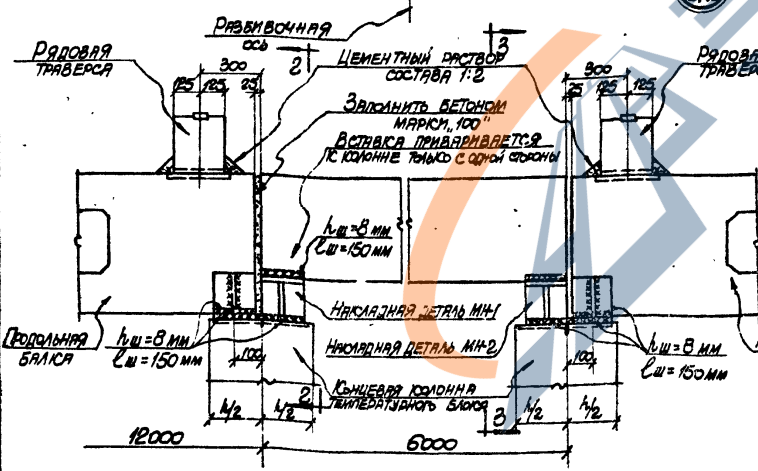 Разбивочная
ось
Рядовая
траверса
300
125
125
25
2
3
Цементный раствор
состава 1:2
Заполнить бетоном
марки „100"
Вставка приваривается
к колонне только с одной стороны
300
25
125
125
hш=8 мм
lш=150 мм
Накладная деталь МН-1
Накладная деталь МН-2
Продольная
балка
hш=8 мм
lш=150 мм
100
hш=8 мм
lш=150 мм
100
Концевая колонна
температурного блока
2
3
h/2
h/2
h/2
h/2
12000
6000